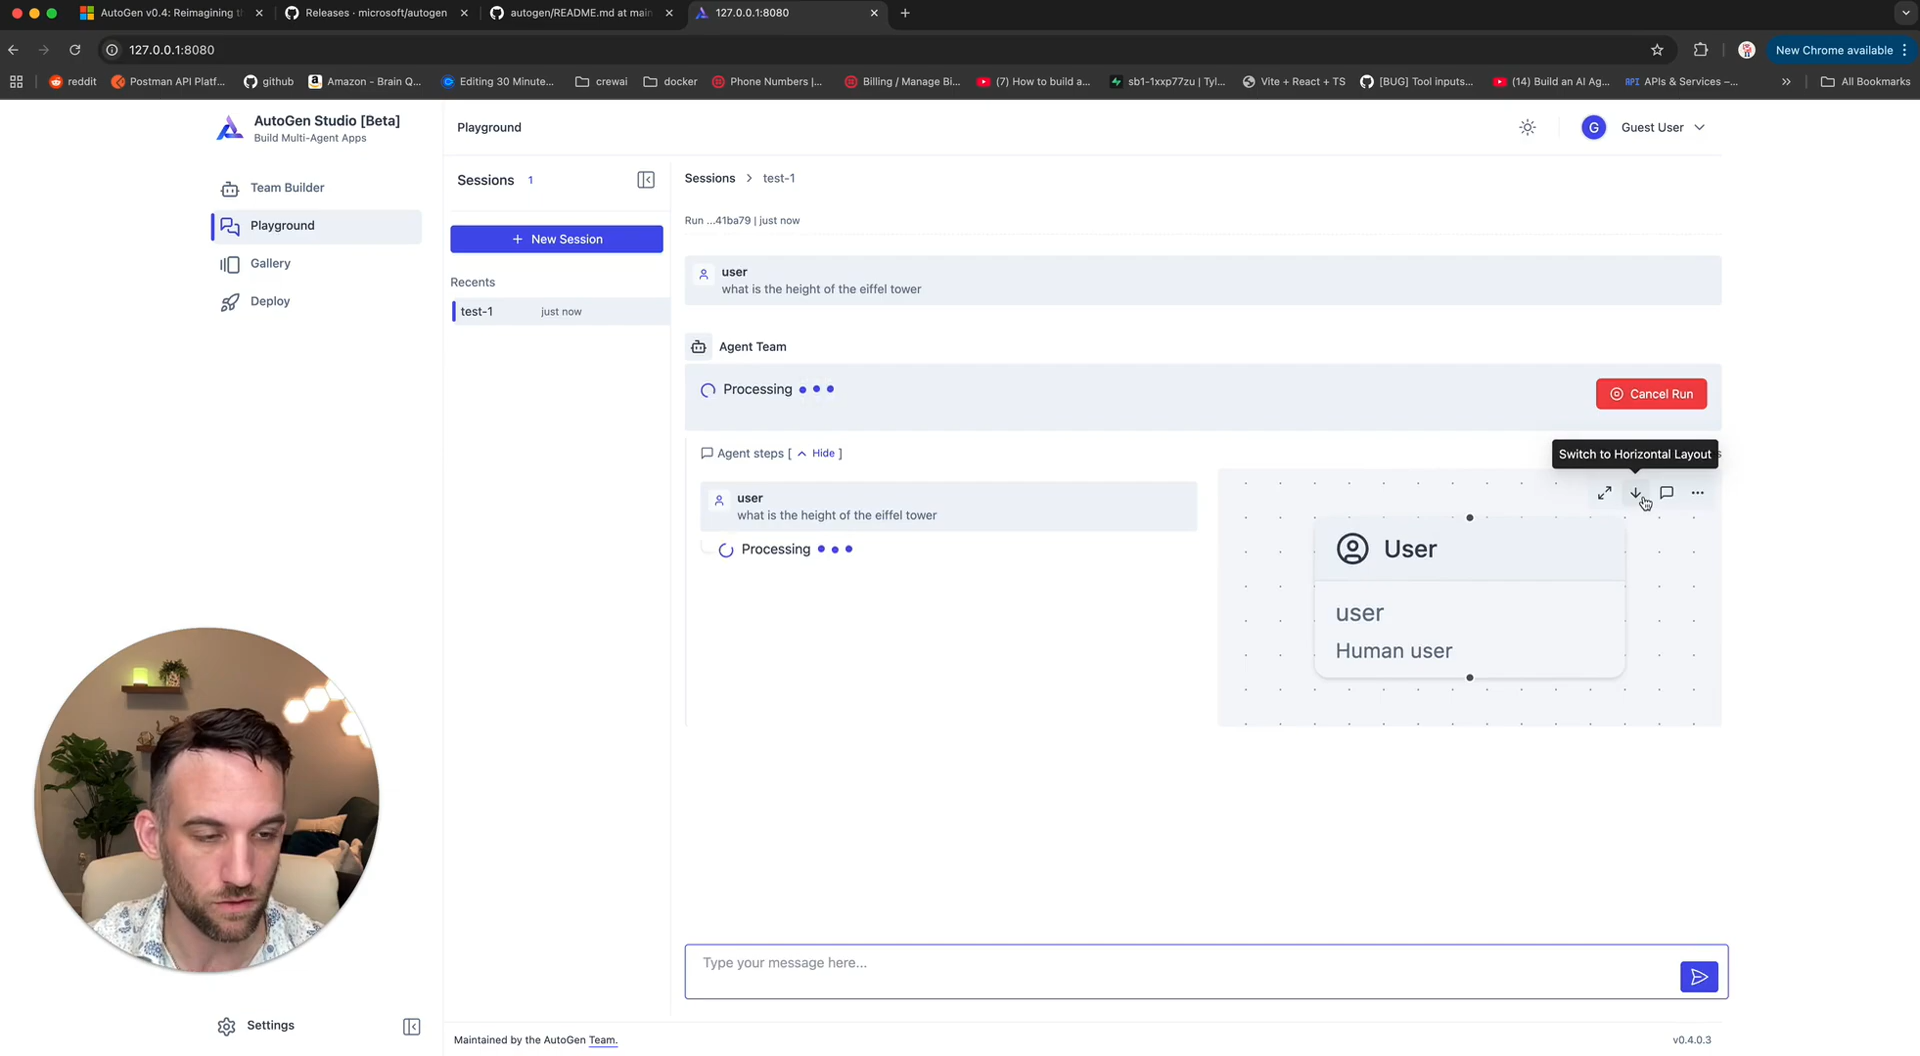 AutoGen v0.4: Reimagining th
Releases · microsoft/autogen
autogen/README.md at main
127.0.0.1:8080
127.0.0.1:8080
New Chrome available
reddit
Postman API Platf...
github
Amazon - Brain Q...
Editing 30 Minute...
crewai
docker
Phone Numbers |...
Billing / Manage Bi...
(7) How to build a...
sb1-1xxp77zu | Tyl...
Vite + React + TS
[BUG] Tool inputs...
(14) Build an AI Ag...
API APIs & Services –...
»
All Bookmarks
AutoGen Studio [Beta]
Build Multi-Agent Apps
Team Builder
Playground
Gallery
Deploy
Settings
Playground
G Guest User
Sessions 1
+ New Session
Recents
test-1 just now
Sessions > test-1
Run ...41ba79 | just now
user
what is the height of the eiffel tower
Agent Team
Processing
Cancel Run
Agent steps [ Hide ]
Switch to Horizontal Layout
user
what is the height of the eiffel tower
Processing
User
user
Human user
Type your message here...
Maintained by the AutoGen Team.
v0.4.0.3